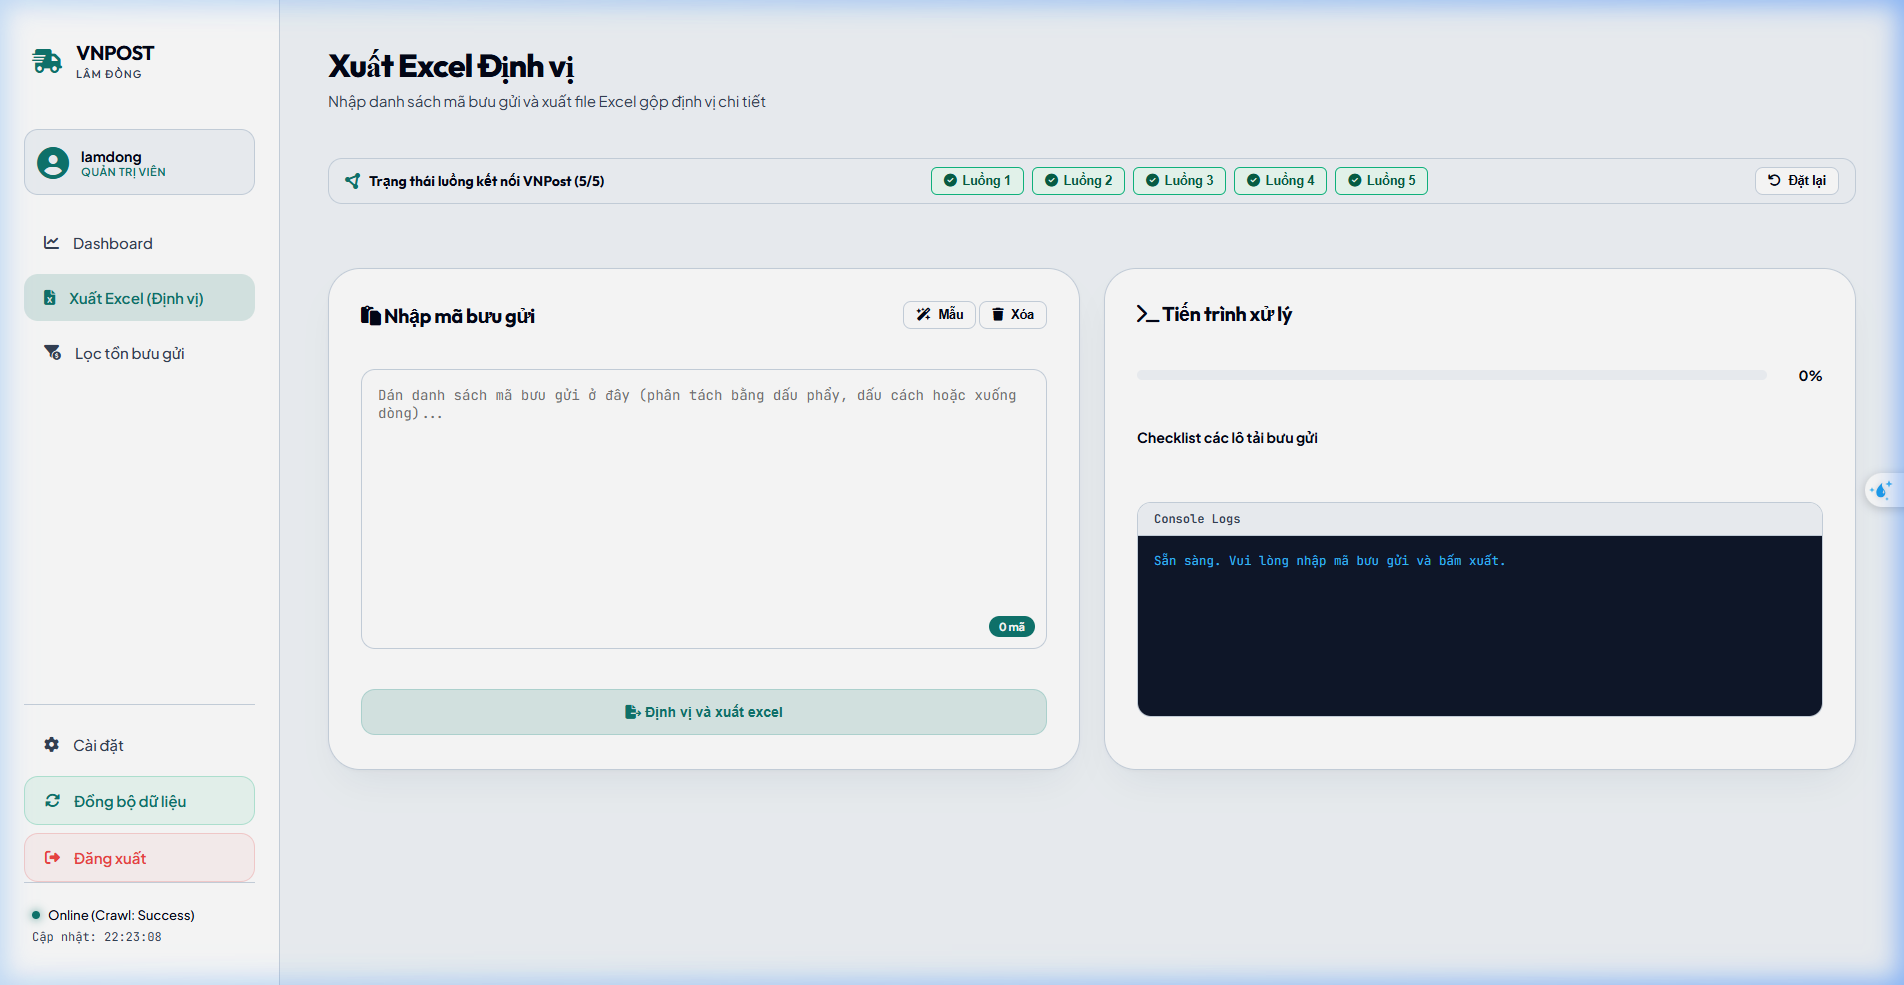 VNPOST
LÂM ĐỒNG
lamdong
QUẢN TRỊ VIÊN
Dashboard
Xuất Excel (Định vị)
Lọc tồn bưu gửi
Cài đặt
Đồng bộ dữ liệu
Đăng xuất
Online (Crawl: Success)
Cập nhật: 22:23:08
Xuất Excel Định vị
Nhập danh sách mã bưu gửi và xuất file Excel gộp định vị chi tiết
Trạng thái luồng kết nối VNPost (5/5)
Luồng 1
Luồng 2
Luồng 3
Luồng 4
Luồng 5
Đặt lại
Nhập mã bưu gửi
Mẫu
Xóa
Dán danh sách mã bưu gửi ở đây (phân tách bằng dấu phẩy, dấu cách hoặc xuống
dòng)...
0 mã
Định vị và xuất excel
Tiến trình xử lý
0%
Checklist các lô tải bưu gửi
Console Logs
Sẵn sàng. Vui lòng nhập mã bưu gửi và bấm xuất.